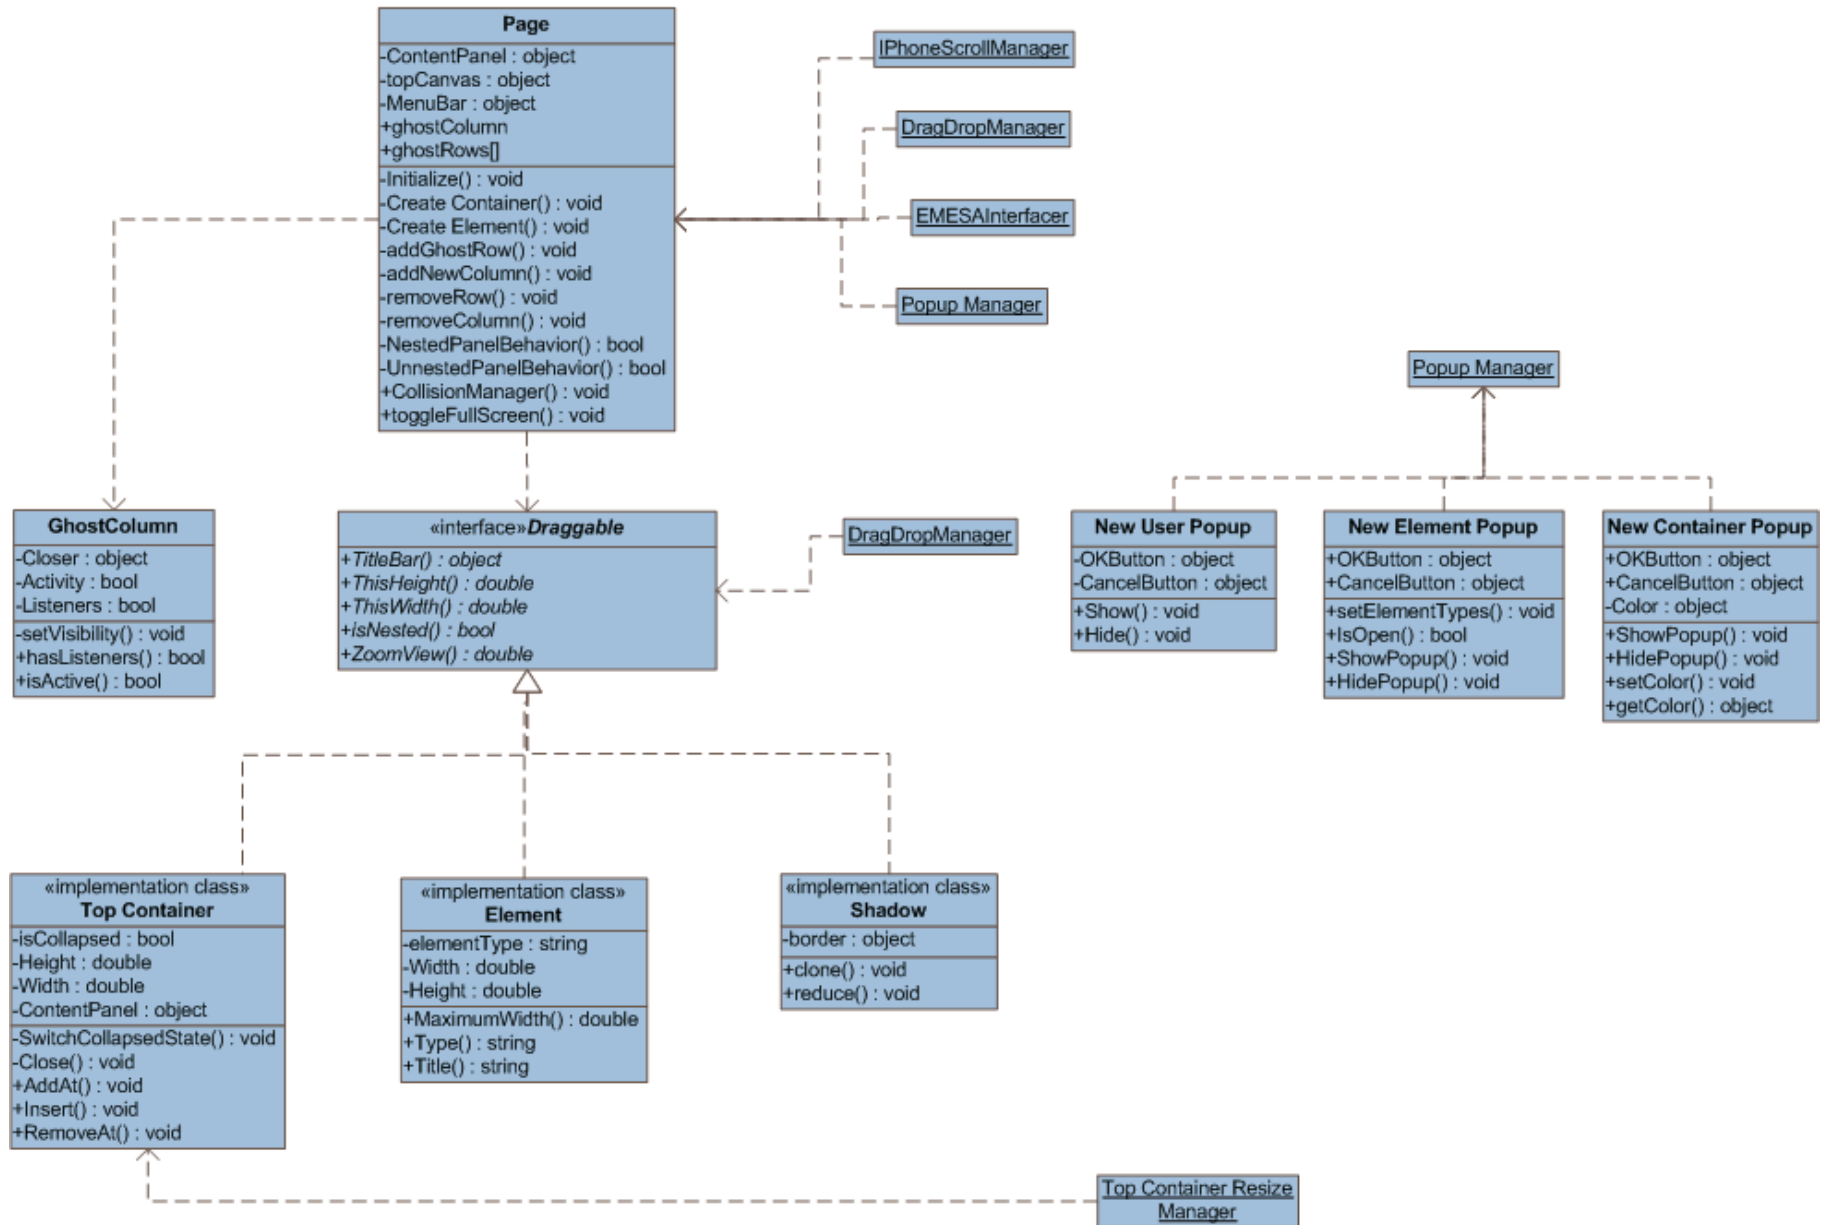 Page
-ContentPanel : object
-topCanvas : object
-MenuBar : object
+ghostColumn
+ghostRows[]
-Initialize() : void
-Create Container() : void
-Create Element() : void
-addGhostRow() : void
-addNewColumn() : void
-removeRow() : void
-removeColumn() : void
-NestedPanelBehavior() : bool
-UnnestedPanelBehavior() : bool
+CollisionManager() : void
+toggleFullScreen() : void
IPhoneScrollManager
DragDropManager
EMESAInterfacer
Popup Manager
Popup Manager
GhostColumn
-Closer : object
-Activity : bool
-Listeners : bool
-setVisibility() : void
+hasListeners() : bool
+isActive() : bool
«interface»Draggable
+TitleBar() : object
+ThisHeight() : double
+ThisWidth() : double
+isNested() : bool
+ZoomView() : double
DragDropManager
New User Popup
-OKButton : object
-CancelButton : object
+Show() : void
+Hide() : void
New Element Popup
+OKButton : object
+CancelButton : object
+setElementTypes() : void
+IsOpen() : bool
+ShowPopup() : void
+HidePopup() : void
New Container Popup
+OKButton : object
+CancelButton : object
-Color : object
+ShowPopup() : void
+HidePopup() : void
+setColor() : void
+getColor() : object
«implementation class»
Top Container
-isCollapsed : bool
-Height : double
-Width : double
-ContentPanel : object
-SwitchCollapsedState() : void
-Close() : void
+AddAt() : void
+Insert() : void
+RemoveAt() : void
«implementation class»
Element
-elementType : string
-Width : double
-Height : double
+MaximumWidth() : double
+Type() : string
+Title() : string
«implementation class»
Shadow
-border : object
+clone() : void
+reduce() : void
Top Container Resize
Manager